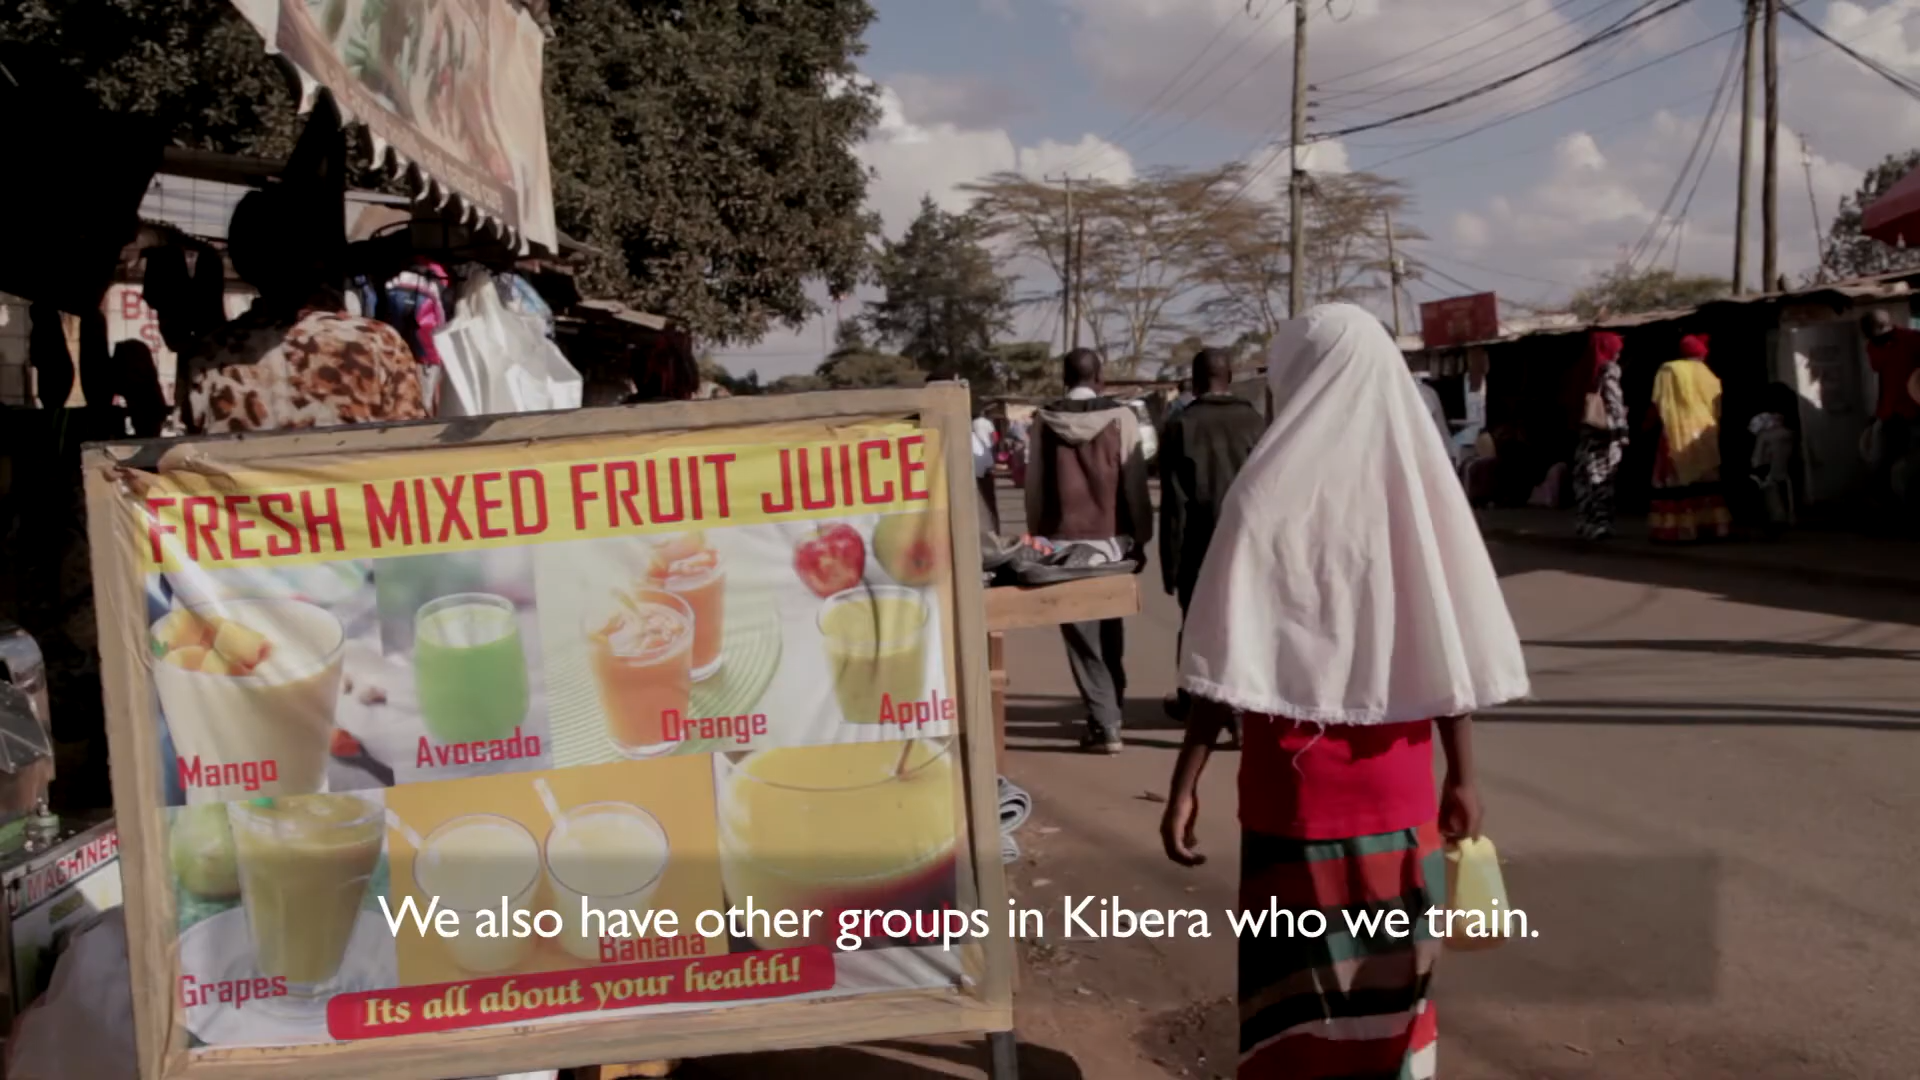 FRESH MIXED FRUIT JUICE
Mango
Avocado
Orange
Apple
Grapes
Banana
Its all about your health!
MACHINER
We also have other groups in Kibera who we train.